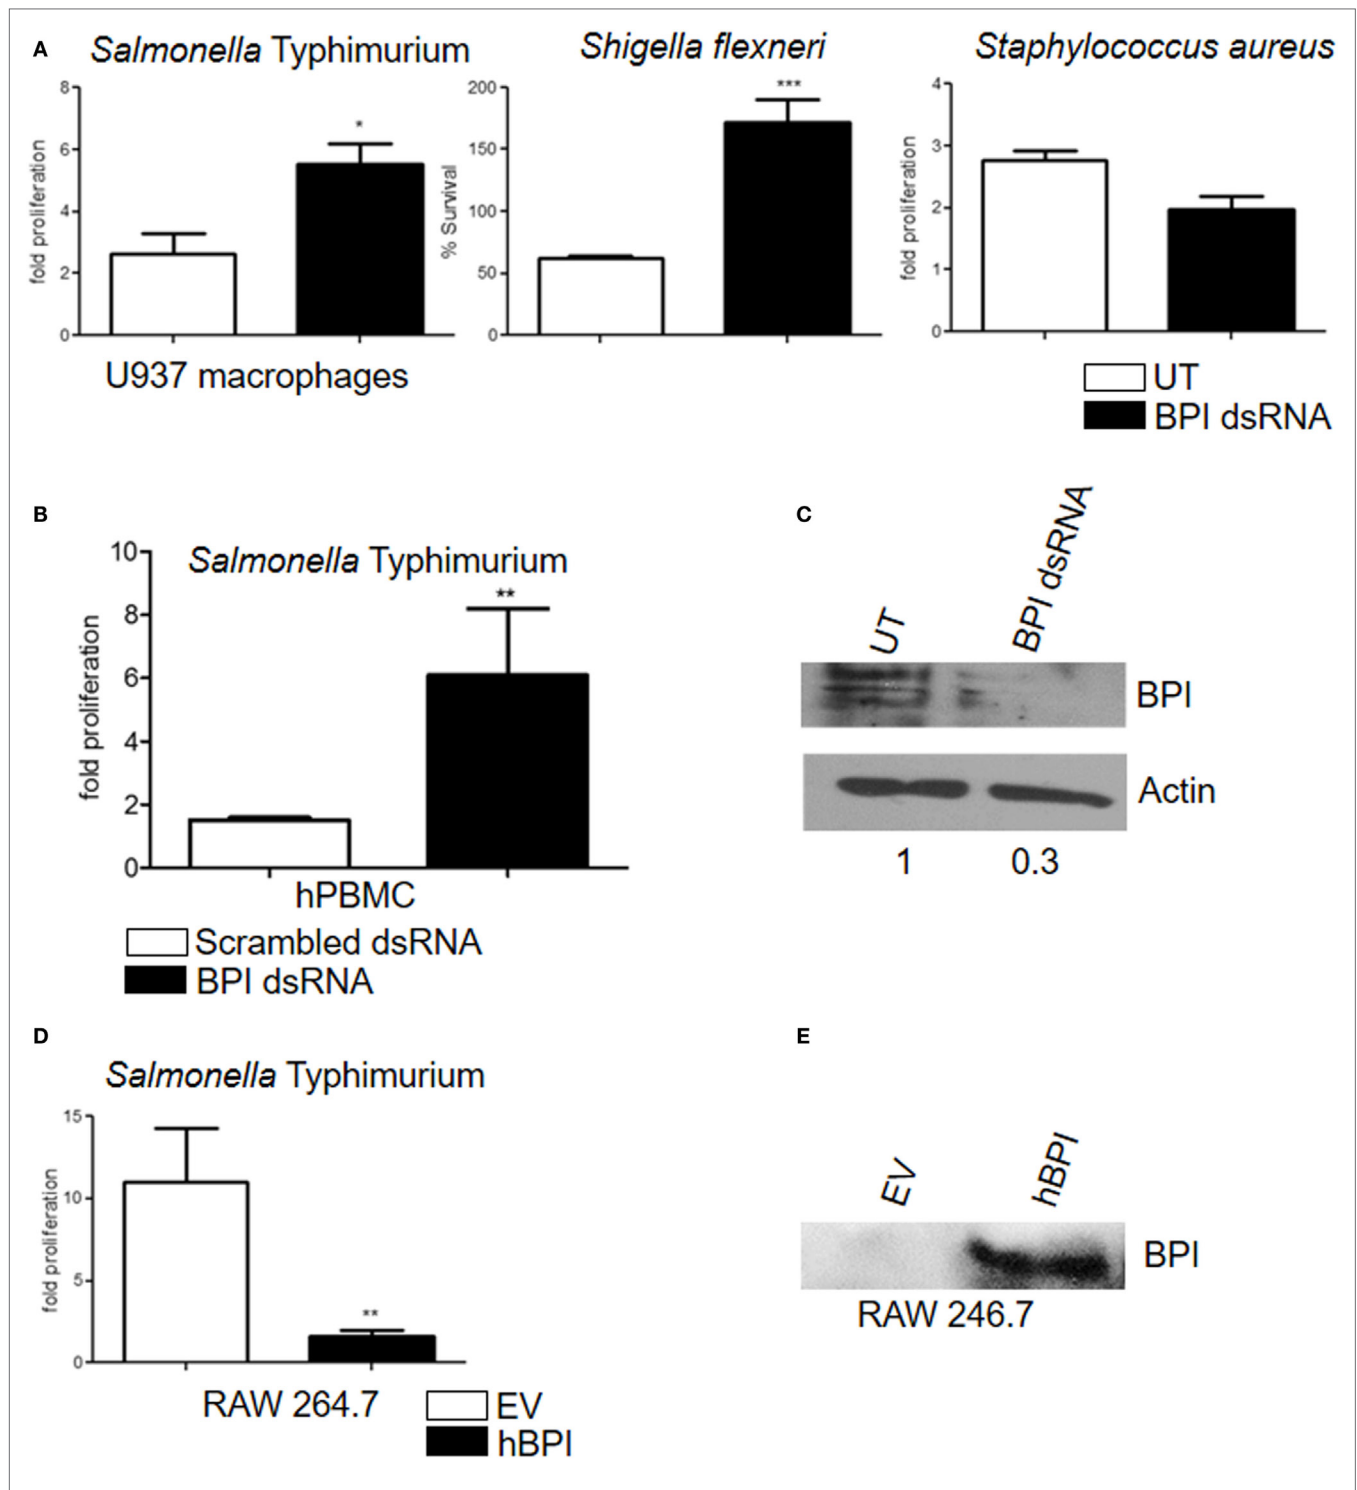 A
Salmonella Typhimurium
Shigella flexneri
Staphylococcus aureus
8
6
4
2
0
fold proliferation
*
200
150
100
50
0
% Survival
***
4
3
2
1
0
fold proliferation
U937 macrophages
UT
BPI dsRNA
B
Salmonella Typhimurium
10
8
6
4
2
0
fold proliferation
**
hPBMC
Scrambled dsRNA
BPI dsRNA
C
UT
BPI dsRNA
BPI
Actin
1 0.3
D
Salmonella Typhimurium
15
10
5
0
fold proliferation
**
RAW 264.7
EV
hBPI
E
EV
hBPI
BPI
RAW 246.7